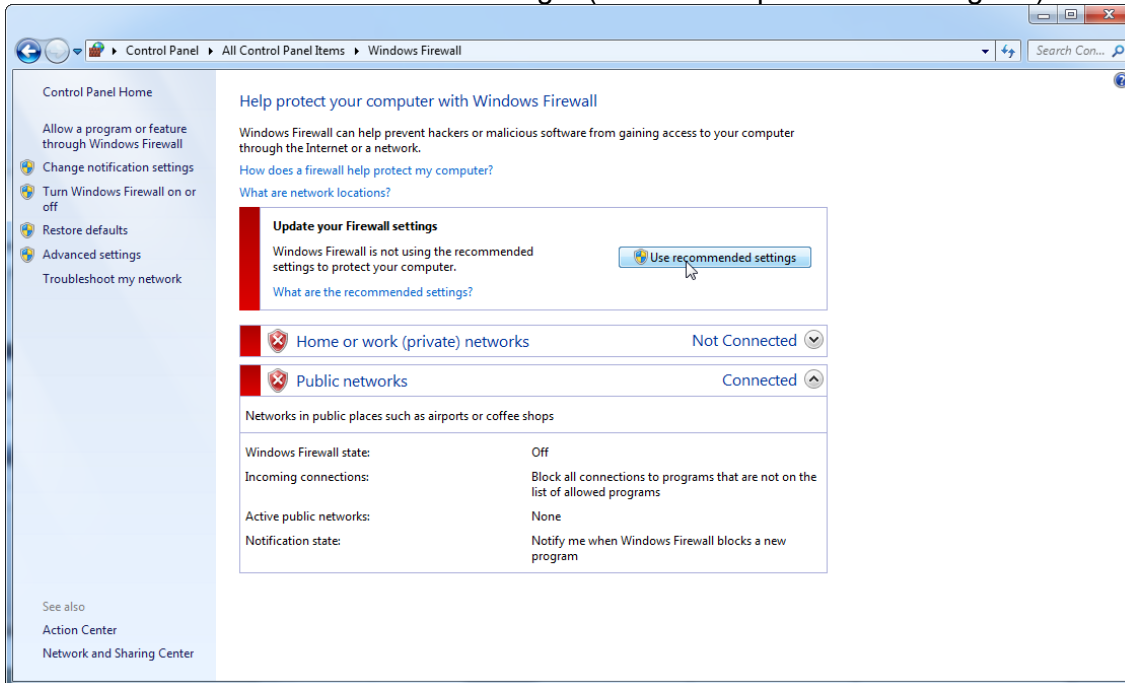 Control Panel ▸ All Control Panel Items ▸ Windows Firewall
Search Con...
Control Panel Home
Allow a program or feature
through Windows Firewall
Change notification settings
Turn Windows Firewall on or
off
Restore defaults
Advanced settings
Troubleshoot my network
See also
Action Center
Network and Sharing Center
Help protect your computer with Windows Firewall
Windows Firewall can help prevent hackers or malicious software from gaining access to your computer
through the Internet or a network.
How does a firewall help protect my computer?
What are network locations?
Update your Firewall settings
Windows Firewall is not using the recommended
settings to protect your computer.
Use recommended settings
What are the recommended settings?
Home or work (private) networks Not Connected
Public networks Connected
Networks in public places such as airports or coffee shops
Windows Firewall state: Off
Incoming connections: Block all connections to programs that are not on the
list of allowed programs
Active public networks: None
Notification state: Notify me when Windows Firewall blocks a new
program